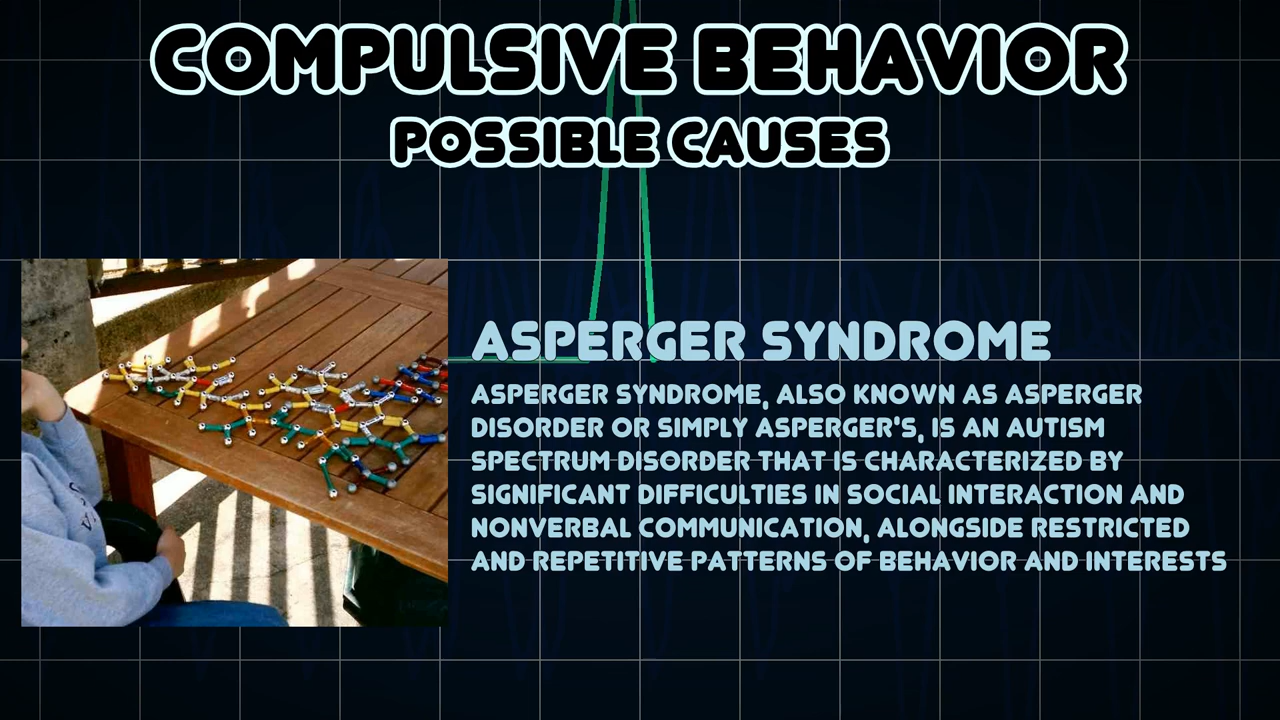 COMPULSIVE BEHAVIOR
POSSIBLE CAUSES
ASPERGER SYNDROME
ASPERGER SYNDROME, ALSO KNOWN AS ASPERGER
DISORDER OR SIMPLY ASPERGER'S, IS AN AUTISM
SPECTRUM DISORDER THAT IS CHARACTERIZED BY
SIGNIFICANT DIFFICULTIES IN SOCIAL INTERACTION AND
NONVERBAL COMMUNICATION, ALONGSIDE RESTRICTED
AND REPETITIVE PATTERNS OF BEHAVIOR AND INTERESTS